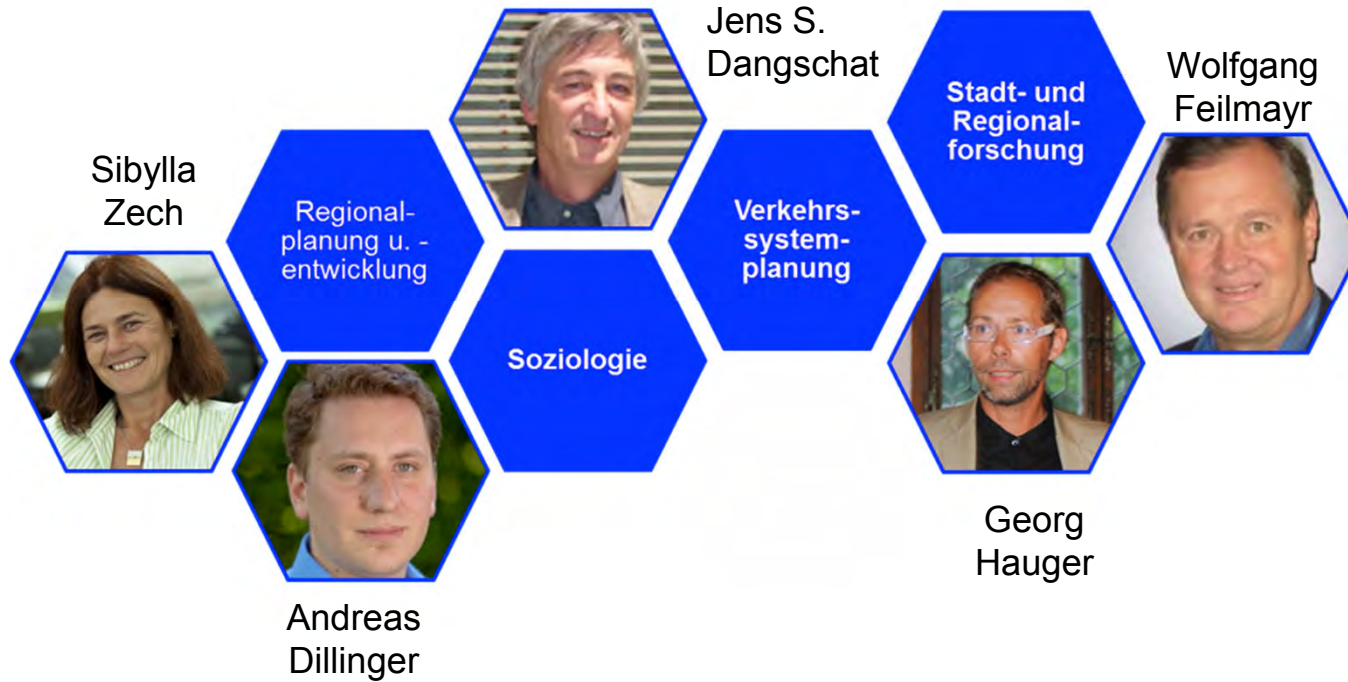 Jens S.
Dangschat
Stadt- und
Regional-
forschung
Wolfgang
Feilmayr
Sibylla
Zech
Regional-
planung u. -
entwicklung
Verkehrs-
system-
planung
Soziologie
Georg
Hauger
Andreas
Dillinger